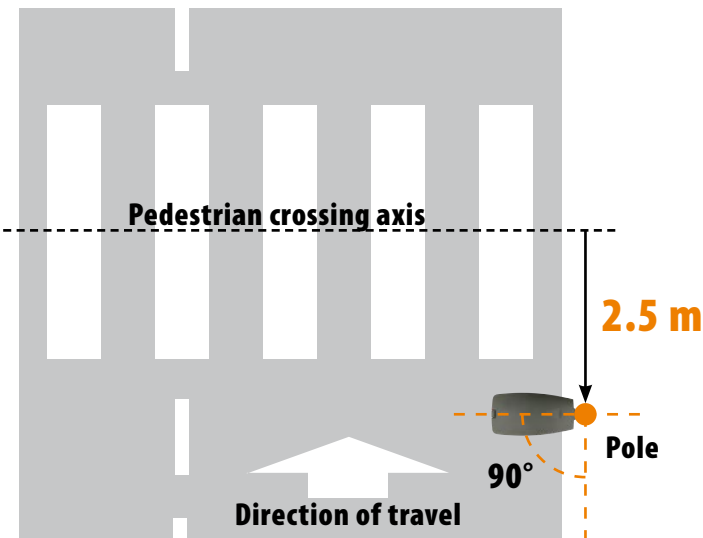 Pedestrian crossing axis
2.5 m
Pole
90°
Direction of travel